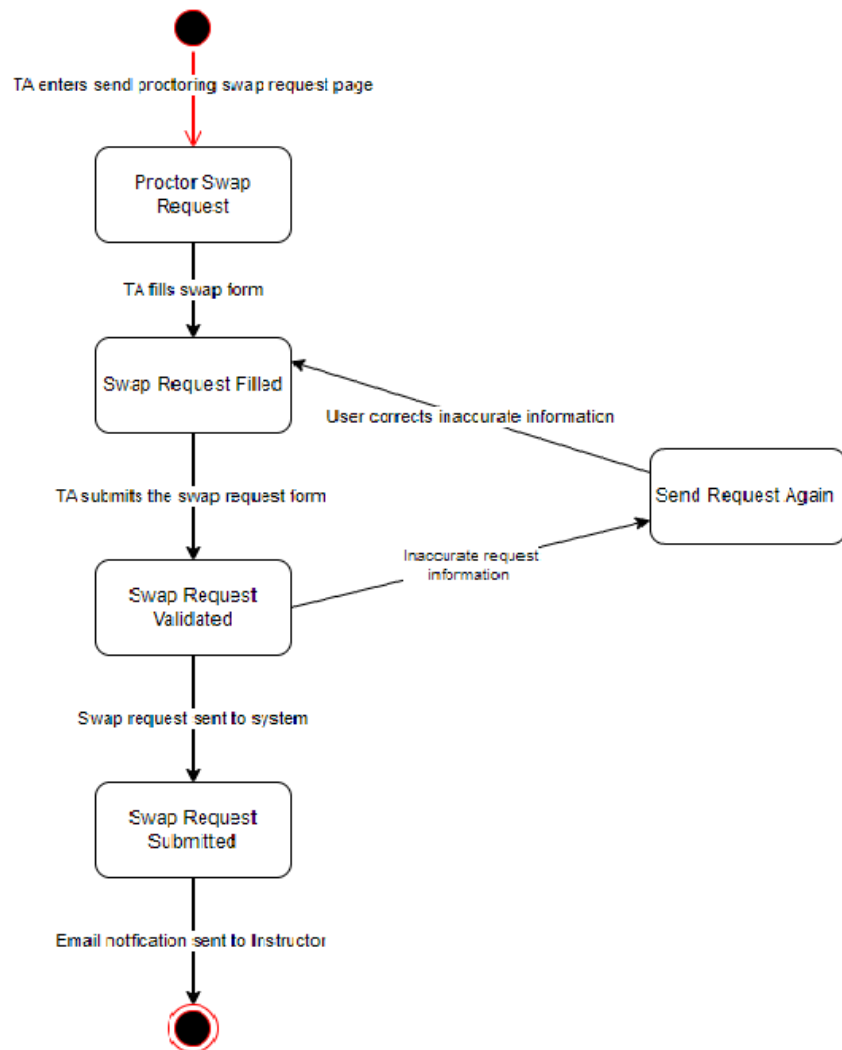 TA enters send proctoring swap request page
Proctor Swap
Request
TA fills swap form
Swap Request Filled
User corrects inaccurate information
Send Request Again
TA submits the swap request form
Inaccurate request
information
Swap Request
Validated
Swap request sent to system
Swap Request
Submitted
Email notfication sent to Instructor